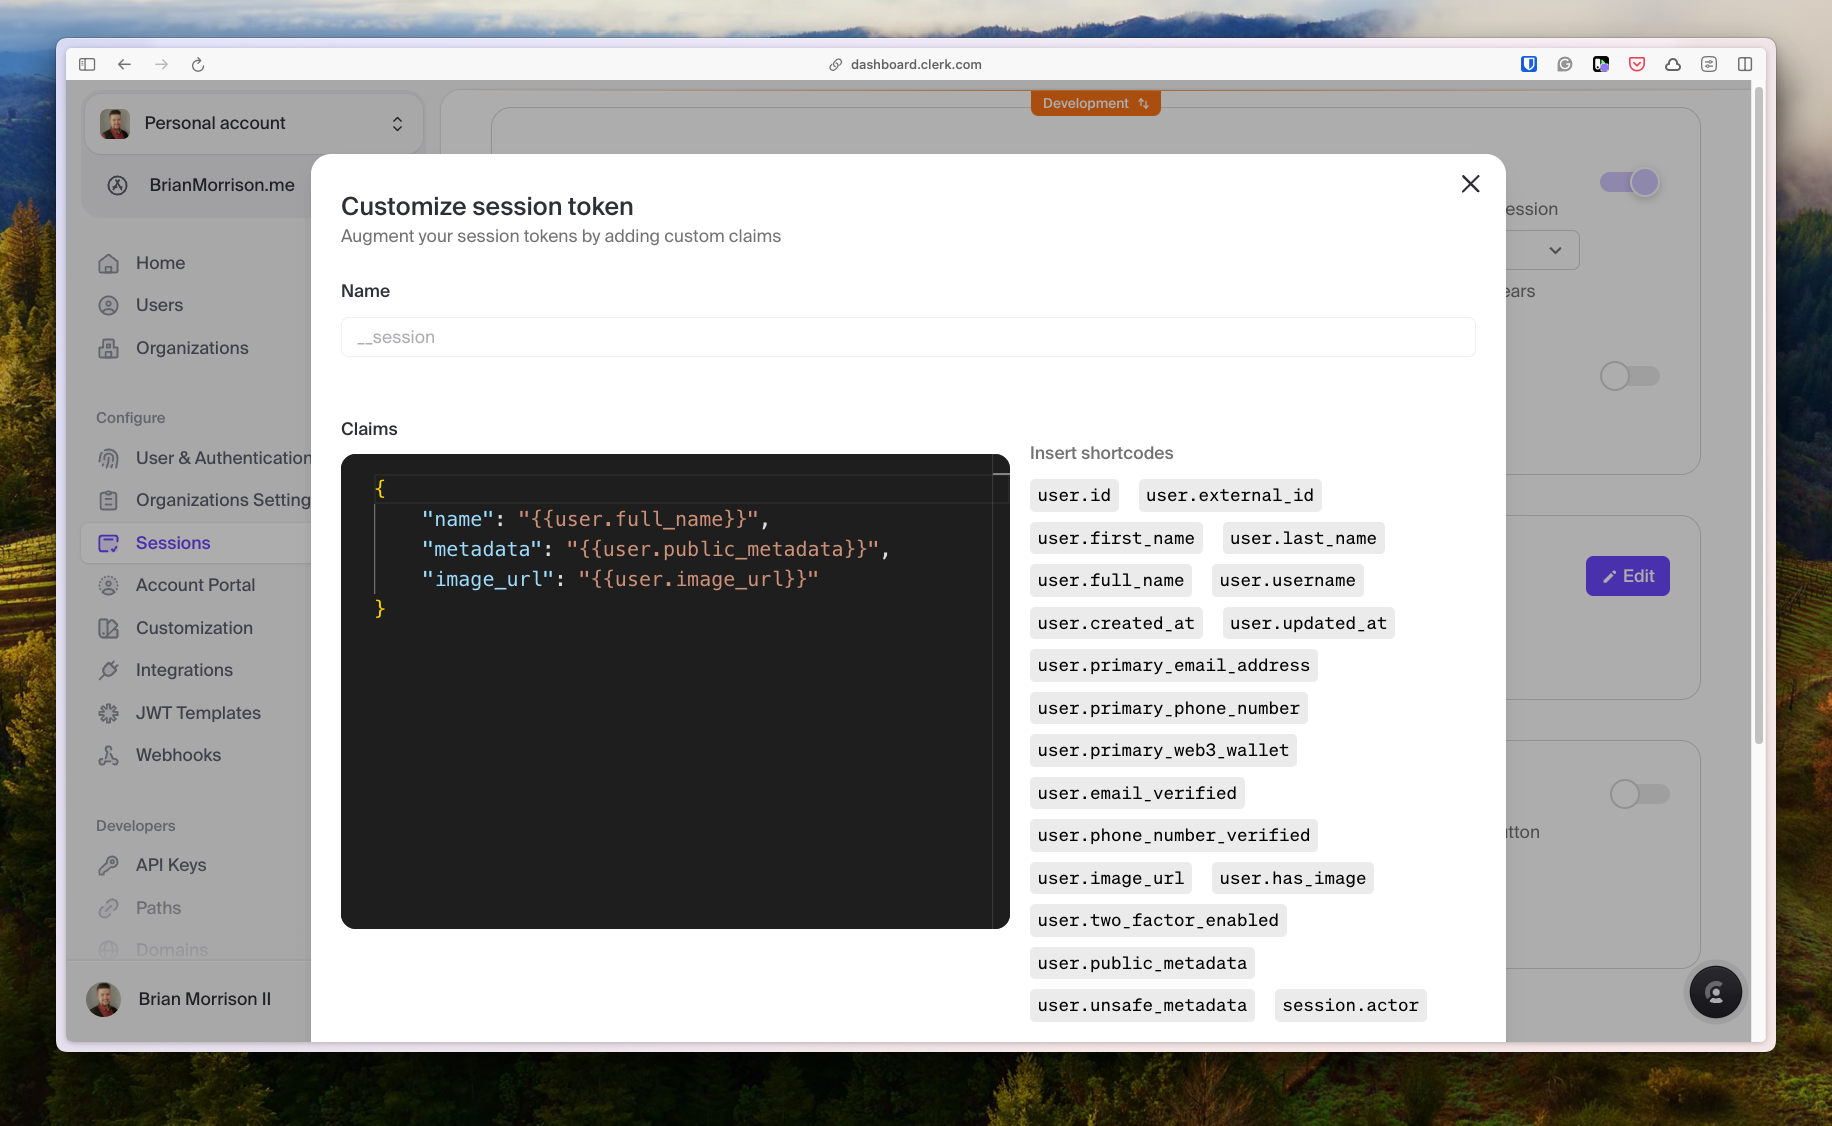 dashboard.clerk.com
Personal account
BrianMorrison.me
Home
Users
Organizations
Configure
User & Authentication
Organizations Setting
Sessions
Account Portal
Customization
Integrations
JWT Templates
Webhooks
Developers
API Keys
Paths
Domains
Brian Morrison II
Development
Customize session token
Augment your session tokens by adding custom claims
Name
__session
Claims
{
"name": "{{user.full_name}}",
"metadata": "{{user.public_metadata}}",
"image_url": "{{user.image_url}}"
}
Insert shortcodes
user.id user.external_id
user.first_name user.last_name
user.full_name user.username
user.created_at user.updated_at
user.primary_email_address
user.primary_phone_number
user.primary_web3_wallet
user.email_verified
user.phone_number_verified
user.image_url user.has_image
user.two_factor_enabled
user.public_metadata
user.unsafe_metadata session.actor
ession
ears
Edit
utton